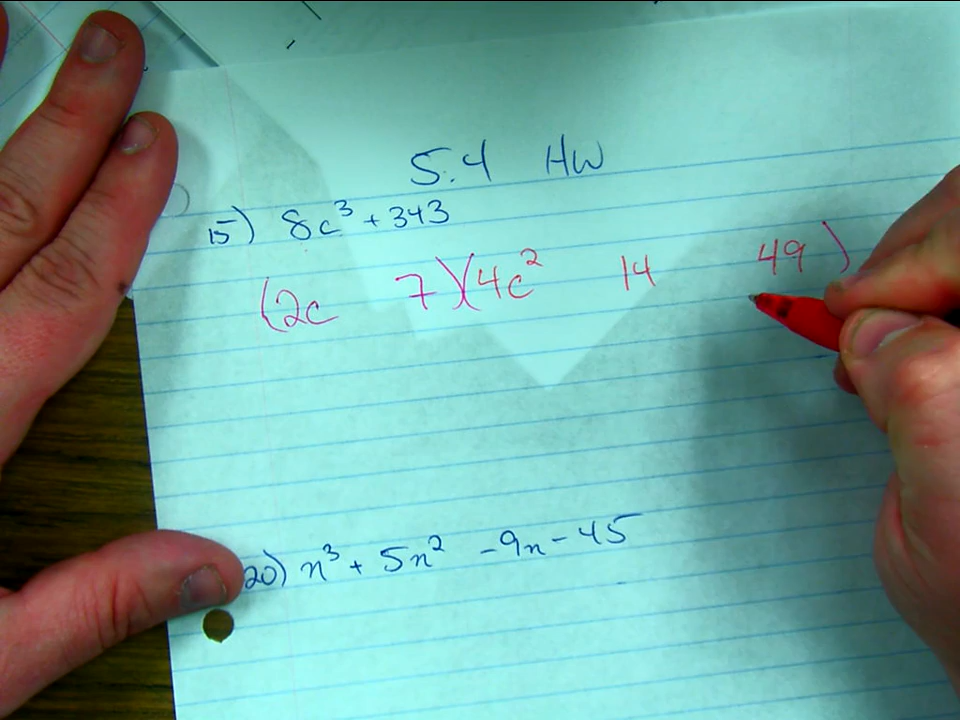 5.4 HW
15) 8c³ + 343
(2c 7)(4c² 14 49)
20) n³ + 5n² - 9n - 45